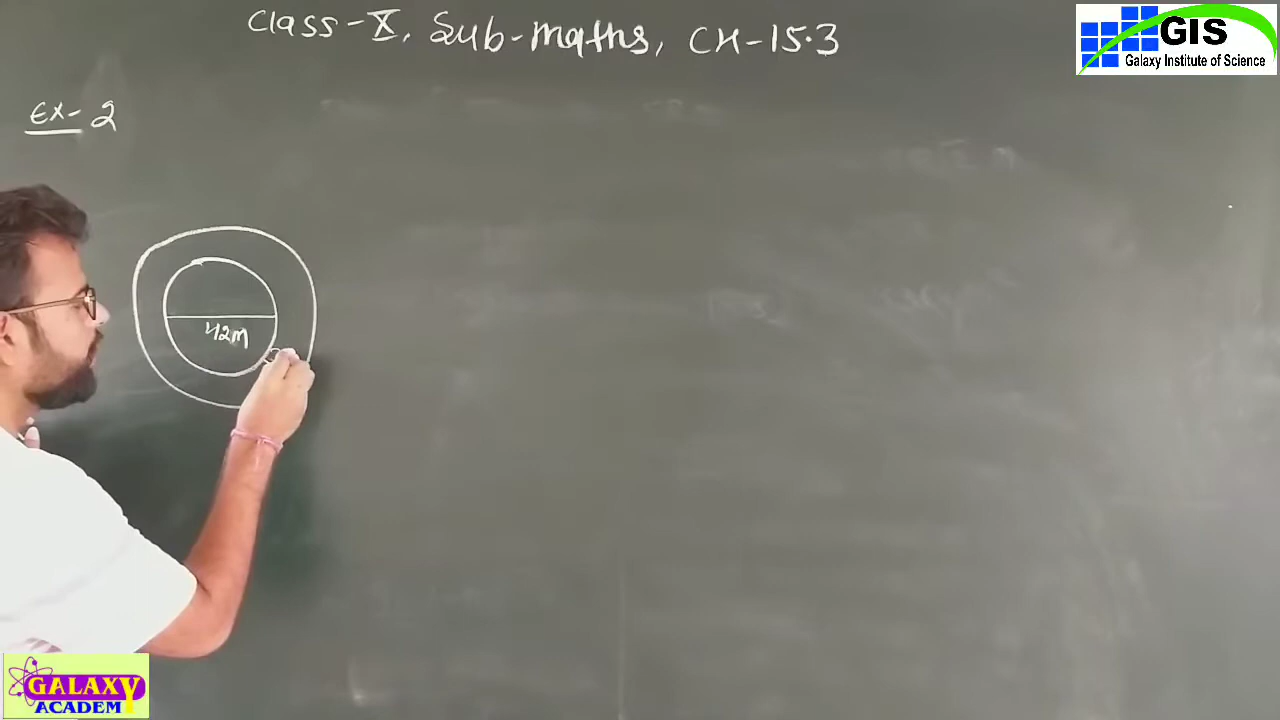 Class-X, Sub-maths, CH-15.3
GIS
Galaxy Institute of Science
Ex-2
42m
GALAXY
ACADEM